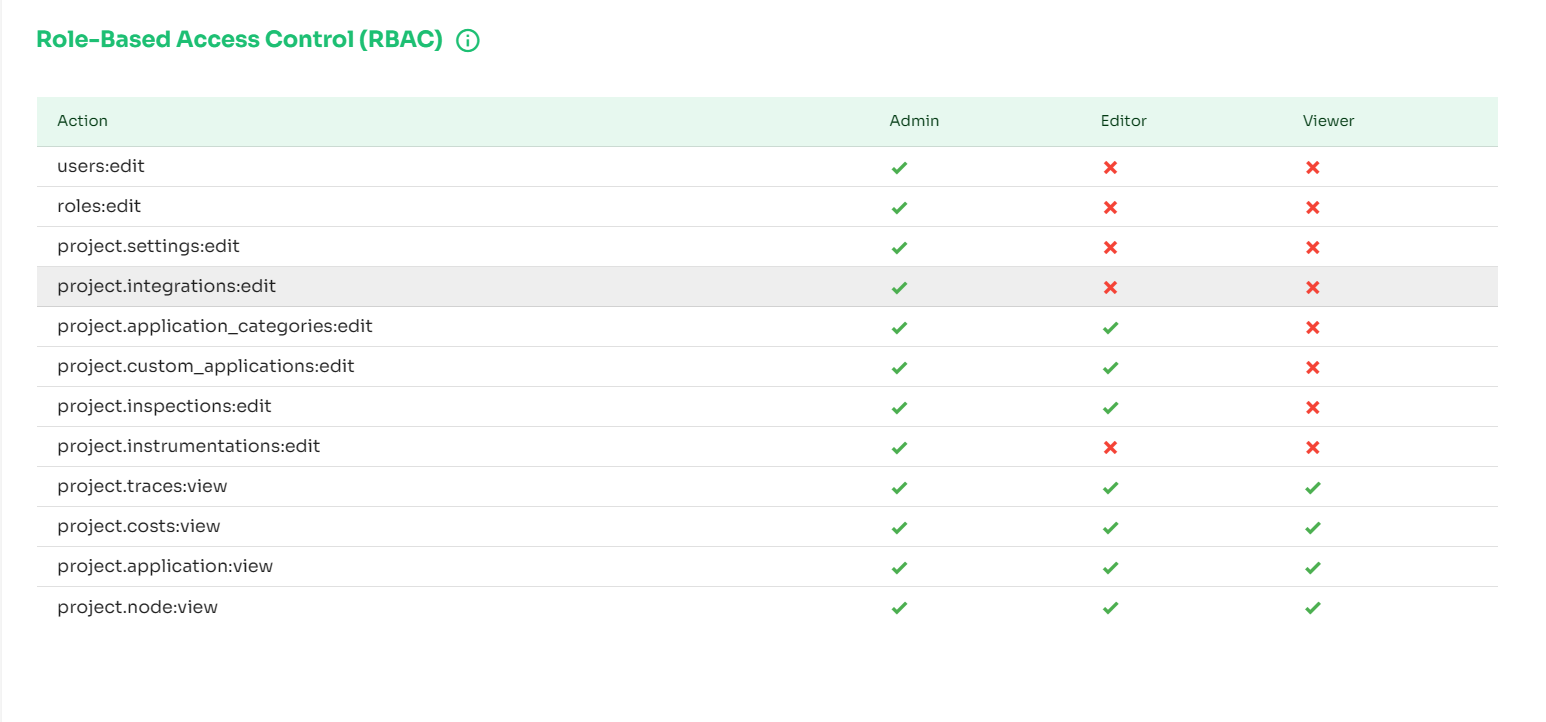 Role-Based Access Control (RBAC)
Action Admin Editor Viewer
users:edit
roles:edit
project.settings:edit
project.integrations:edit
project.application_categories:edit
project.custom_applications:edit
project.inspections:edit
project.instrumentations:edit
project.traces:view
project.costs:view
project.application:view
project.node:view